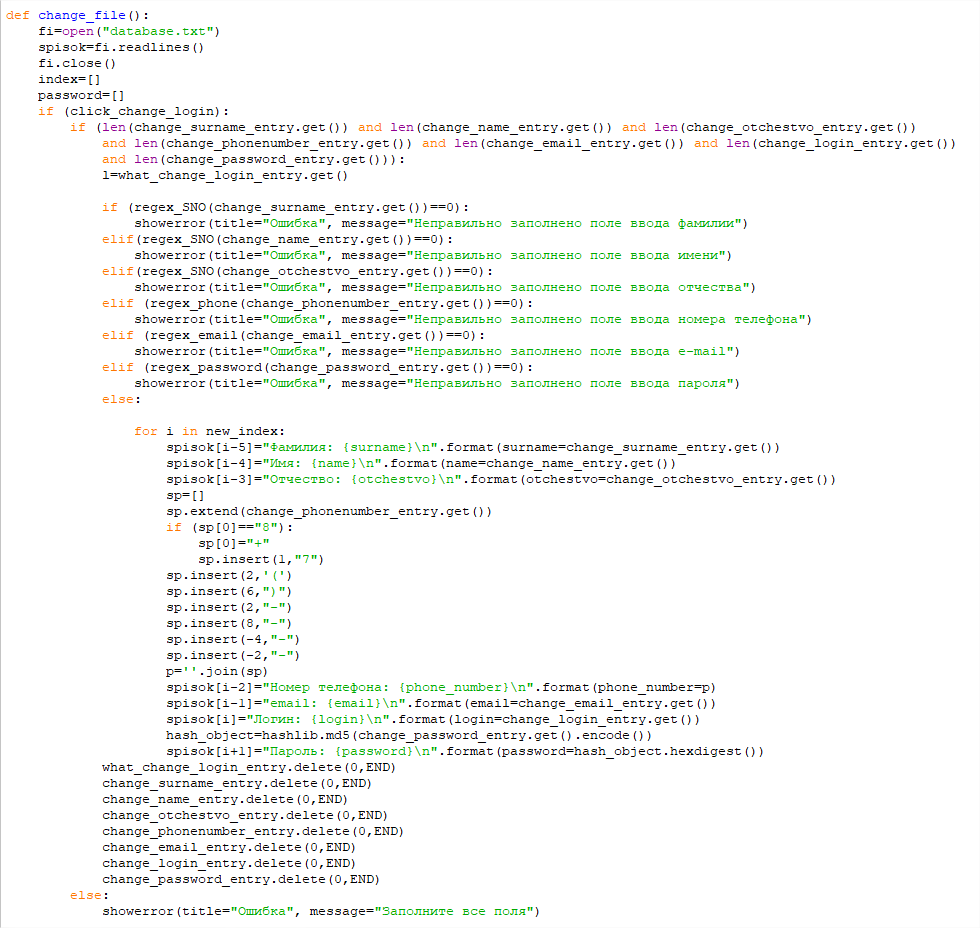 def change_file():
    fi=open("database.txt")
    spisok=fi.readlines()
    fi.close()
    index=[]
    password=[]
    if (click_change_login):
        if (len(change_surname_entry.get()) and len(change_name_entry.get()) and len(change_otchestvo_entry.get())
            and len(change_phonenumber_entry.get()) and len(change_email_entry.get()) and len(change_login_entry.get())
            and len(change_password_entry.get())):
            l=what_change_login_entry.get()

            if (regex_SNO(change_surname_entry.get())==0):
                showerror(title="Ошибка", message="Неправильно заполнено поле ввода фамилии")
            elif(regex_SNO(change_name_entry.get())==0):
                showerror(title="Ошибка", message="Неправильно заполнено поле ввода имени")
            elif(regex_SNO(change_otchestvo_entry.get())==0):
                showerror(title="Ошибка", message="Неправильно заполнено поле ввода отчества")
            elif (regex_phone(change_phonenumber_entry.get())==0):
                showerror(title="Ошибка", message="Неправильно заполнено поле ввода номера телефона")
            elif (regex_email(change_email_entry.get())==0):
                showerror(title="Ошибка", message="Неправильно заполнено поле ввода e-mail")
            elif (regex_password(change_password_entry.get())==0):
                showerror(title="Ошибка", message="Неправильно заполнено поле ввода пароля")
            else:

                for i in new_index:
                    spisok[i-5]="Фамилия: {surname}\n".format(surname=change_surname_entry.get())
                    spisok[i-4]="Имя: {name}\n".format(name=change_name_entry.get())
                    spisok[i-3]="Отчество: {otchestvo}\n".format(otchestvo=change_otchestvo_entry.get())
                    sp=[]
                    sp.extend(change_phonenumber_entry.get())
                    if (sp[0]=="8"):
                        sp[0]="+"
                        sp.insert(1,"7")
                    sp.insert(2,'(')
                    sp.insert(6,")")
                    sp.insert(2,"-")
                    sp.insert(8,"-")
                    sp.insert(-4,"-")
                    sp.insert(-2,"-")
                    p=''.join(sp)
                    spisok[i-2]="Номер телефона: {phone_number}\n".format(phone_number=p)
                    spisok[i-1]="email: {email}\n".format(email=change_email_entry.get())
                    spisok[i]="Логин: {login}\n".format(login=change_login_entry.get())
                    hash_object=hashlib.md5(change_password_entry.get().encode())
                    spisok[i+1]="Пароль: {password}\n".format(password=hash_object.hexdigest())
            what_change_login_entry.delete(0,END)
            change_surname_entry.delete(0,END)
            change_name_entry.delete(0,END)
            change_otchestvo_entry.delete(0,END)
            change_phonenumber_entry.delete(0,END)
            change_email_entry.delete(0,END)
            change_login_entry.delete(0,END)
            change_password_entry.delete(0,END)
        else:
            showerror(title="Ошибка", message="Заполните все поля")